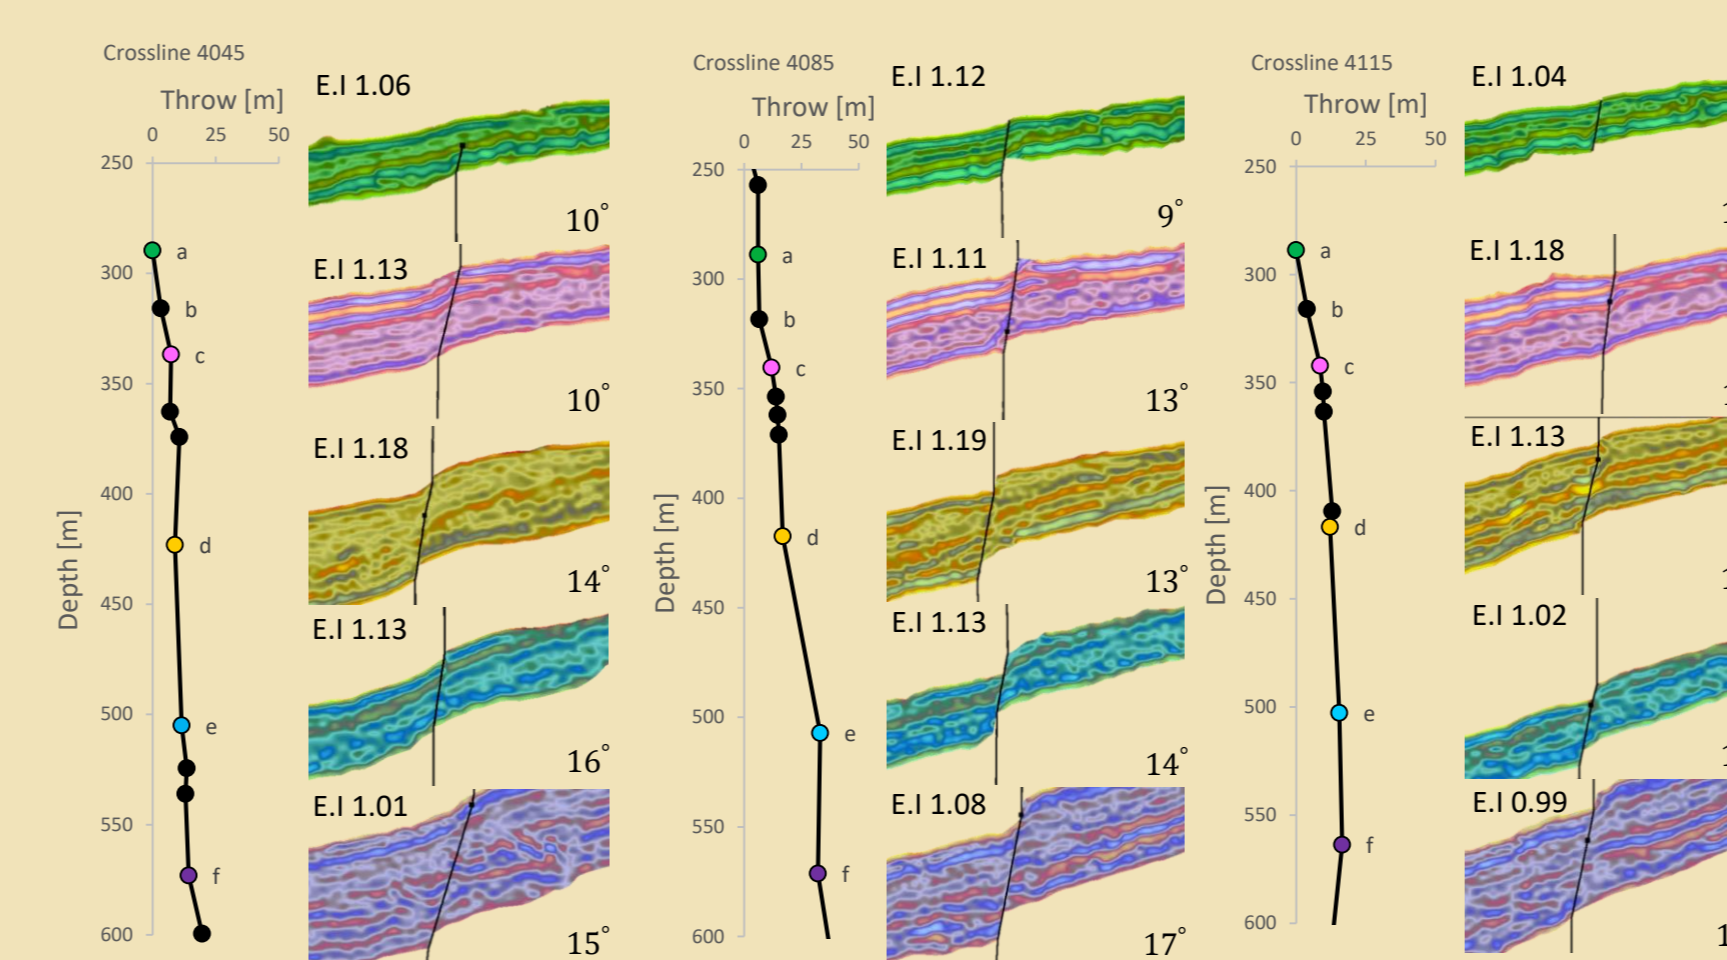 Crossline 4045
Throw [m]
0 25 50
250
300
350
400
450
500
550
600
Depth [m]
a
b
c
d
e
f
E.I 1.06
10°
E.I 1.13
10°
E.I 1.18
14°
E.I 1.13
16°
E.I 1.01
15°
Crossline 4085
Throw [m]
0 25 50
250
300
350
400
450
500
550
600
Depth [m]
a
b
c
d
e
f
E.I 1.12
9°
E.I 1.11
13°
E.I 1.19
13°
E.I 1.13
14°
E.I 1.08
17°
Crossline 4115
Throw [m]
0 25 50
250
300
350
400
450
500
550
600
Depth [m]
a
b
c
d
e
f
E.I 1.04
E.I 1.18
E.I 1.13
E.I 1.02
E.I 0.99